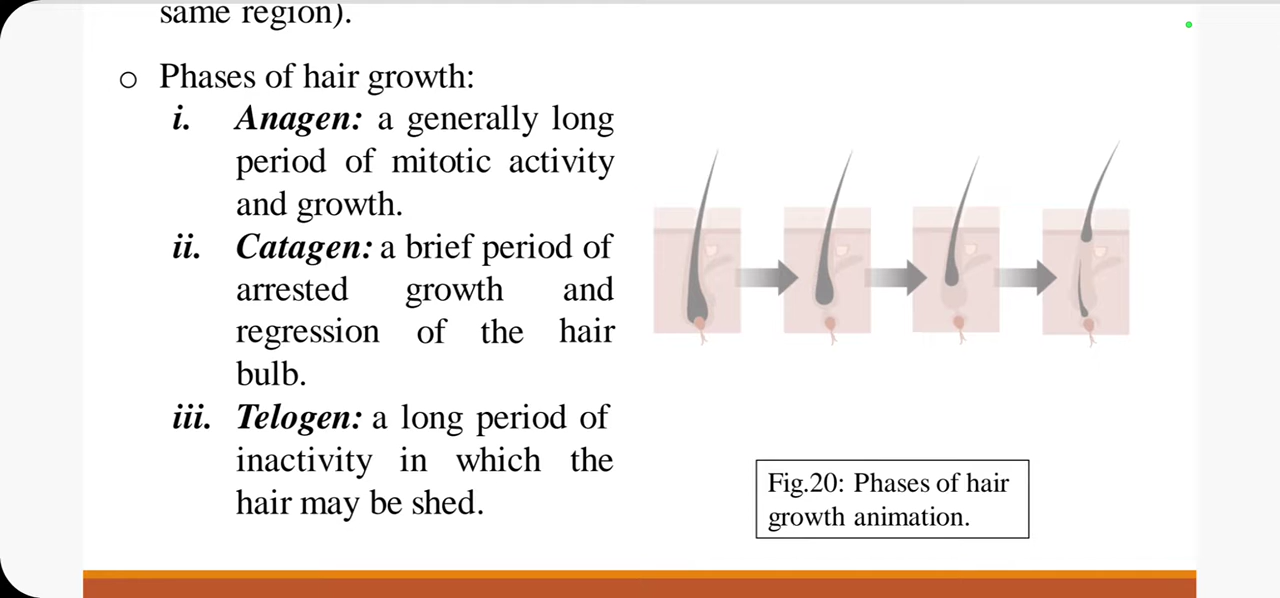 same region).
o Phases of hair growth:
i. Anagen: a generally long
period of mitotic activity
and growth.
ii. Catagen: a brief period of
arrested growth and
regression of the hair
bulb.
iii. Telogen: a long period of
inactivity in which the
hair may be shed.
Fig.20: Phases of hair
growth animation.